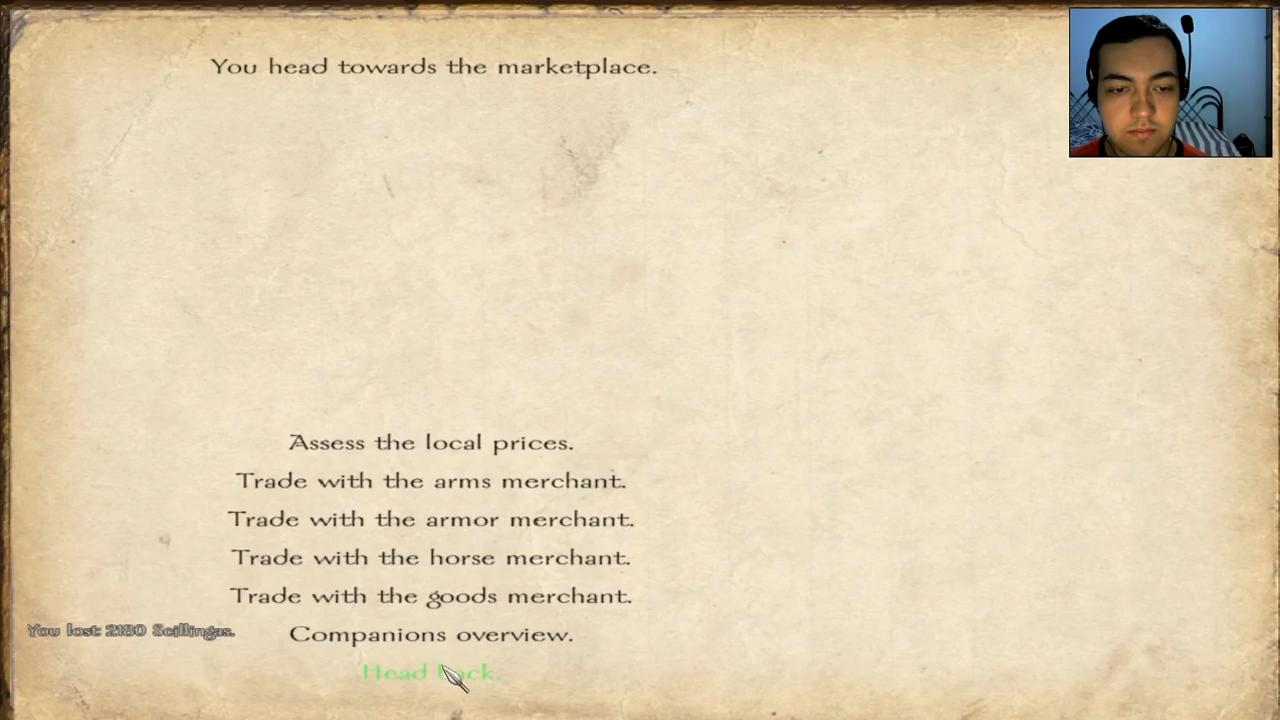 You head towards the marketplace.
Assess the local prices.
Trade with the arms merchant.
Trade with the armor merchant.
Trade with the horse merchant.
Trade with the goods merchant.
You lost 2180 Scillingas.
Companions overview.
Head back.